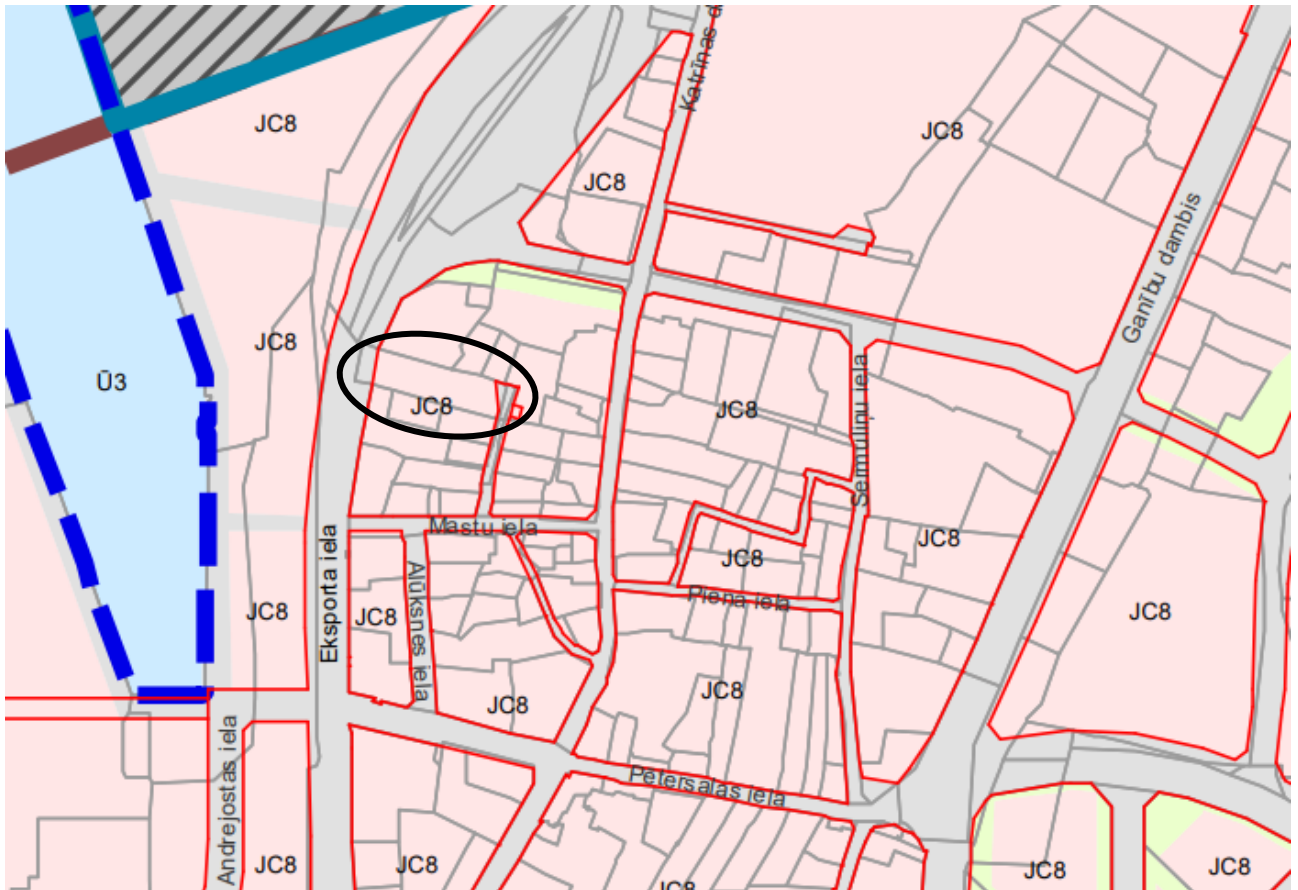 Katrīnas d
JC8
JC8
JC8
Ganību dambis
JC8
Ū3
JC8
JC8
Seimuliņu iela
Mastu iela
JC8
JC8
Eksporta iela
Alūksnes iela
Piena iela
JC8
JC8
JC8
JC8
JC8
Pētersalas iela
Andrejostas iela
JC8
JC8
JC8
JC8
JC8